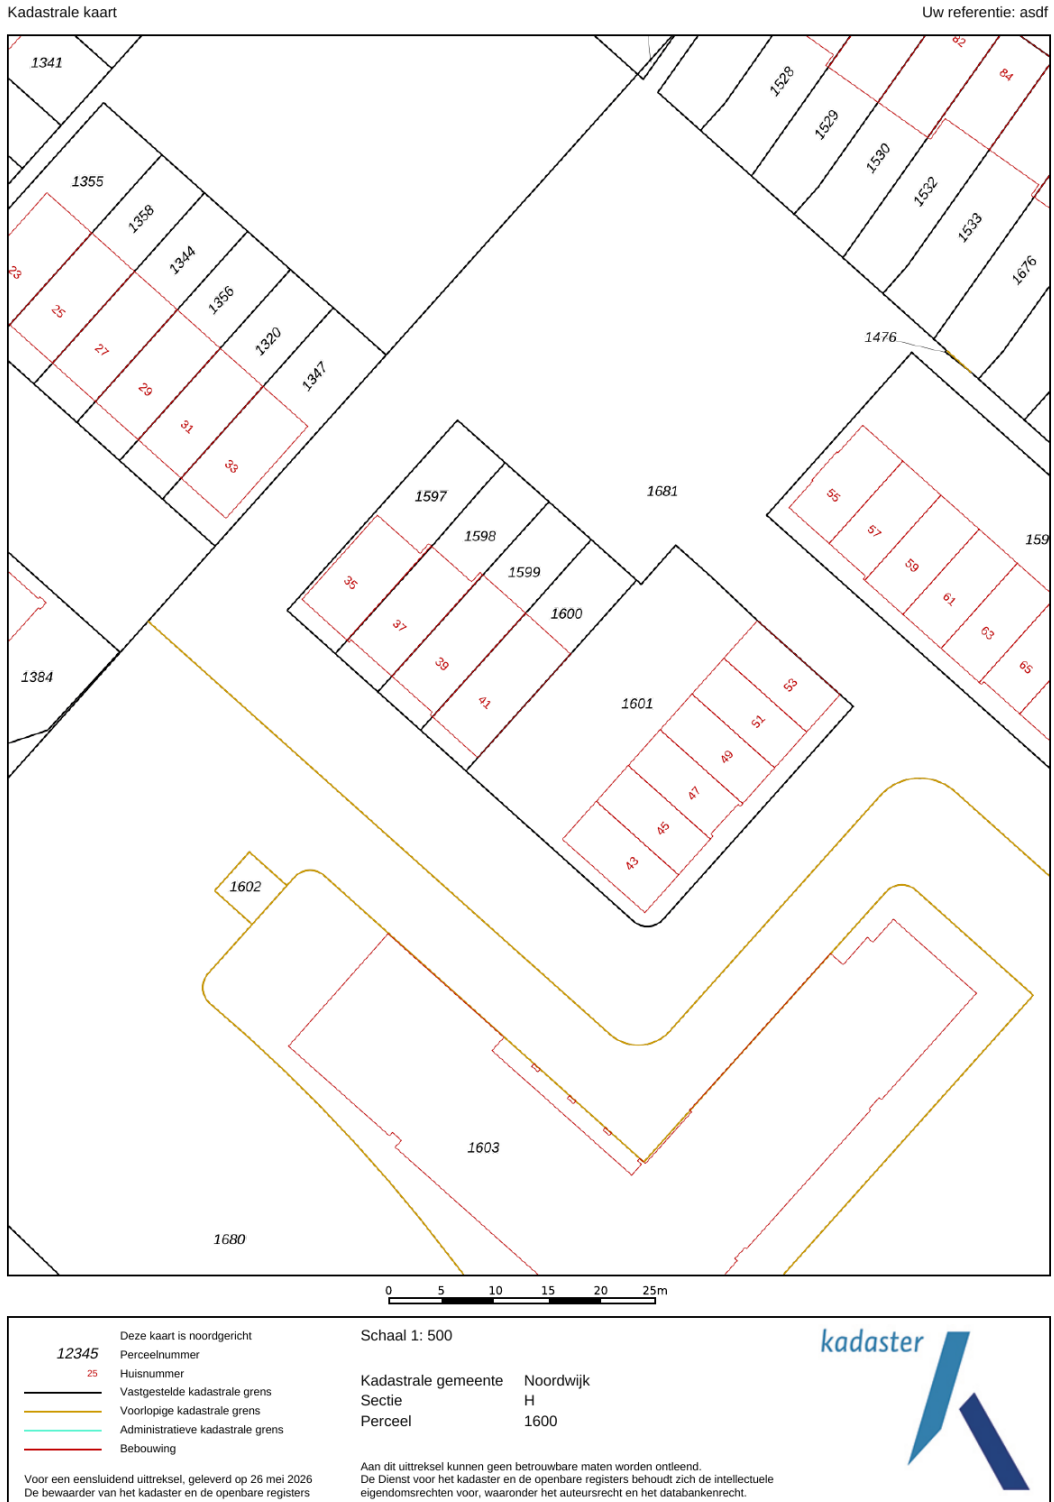 Kadastrale kaart
Uw referentie: asdf
1341
82
84
1528
1529
1530
1532
1533
1676
1355
1358
1344
1356
1320
1347
23
25
27
29
31
33
1476
1597
1598
1599
1600
1681
55
57
59
61
63
65
159
35
37
39
41
1384
1601
53
51
49
47
45
43
1602
1603
1680
0 5 10 15 20 25m
Deze kaart is noordgericht
12345 Perceelnummer
25 Huisnummer
Vastgestelde kadastrale grens
Voorlopige kadastrale grens
Administratieve kadastrale grens
Bebouwing
Voor een eensluidend uittreksel, geleverd op 26 mei 2026
De bewaarder van het kadaster en de openbare registers
Schaal 1: 500
Kadastrale gemeente Noordwijk
Sectie H
Perceel 1600
Aan dit uittreksel kunnen geen betrouwbare maten worden ontleend.
De Dienst voor het kadaster en de openbare registers behoudt zich de intellectuele
eigendomsrechten voor, waaronder het auteursrecht en het databankenrecht.
kadaster